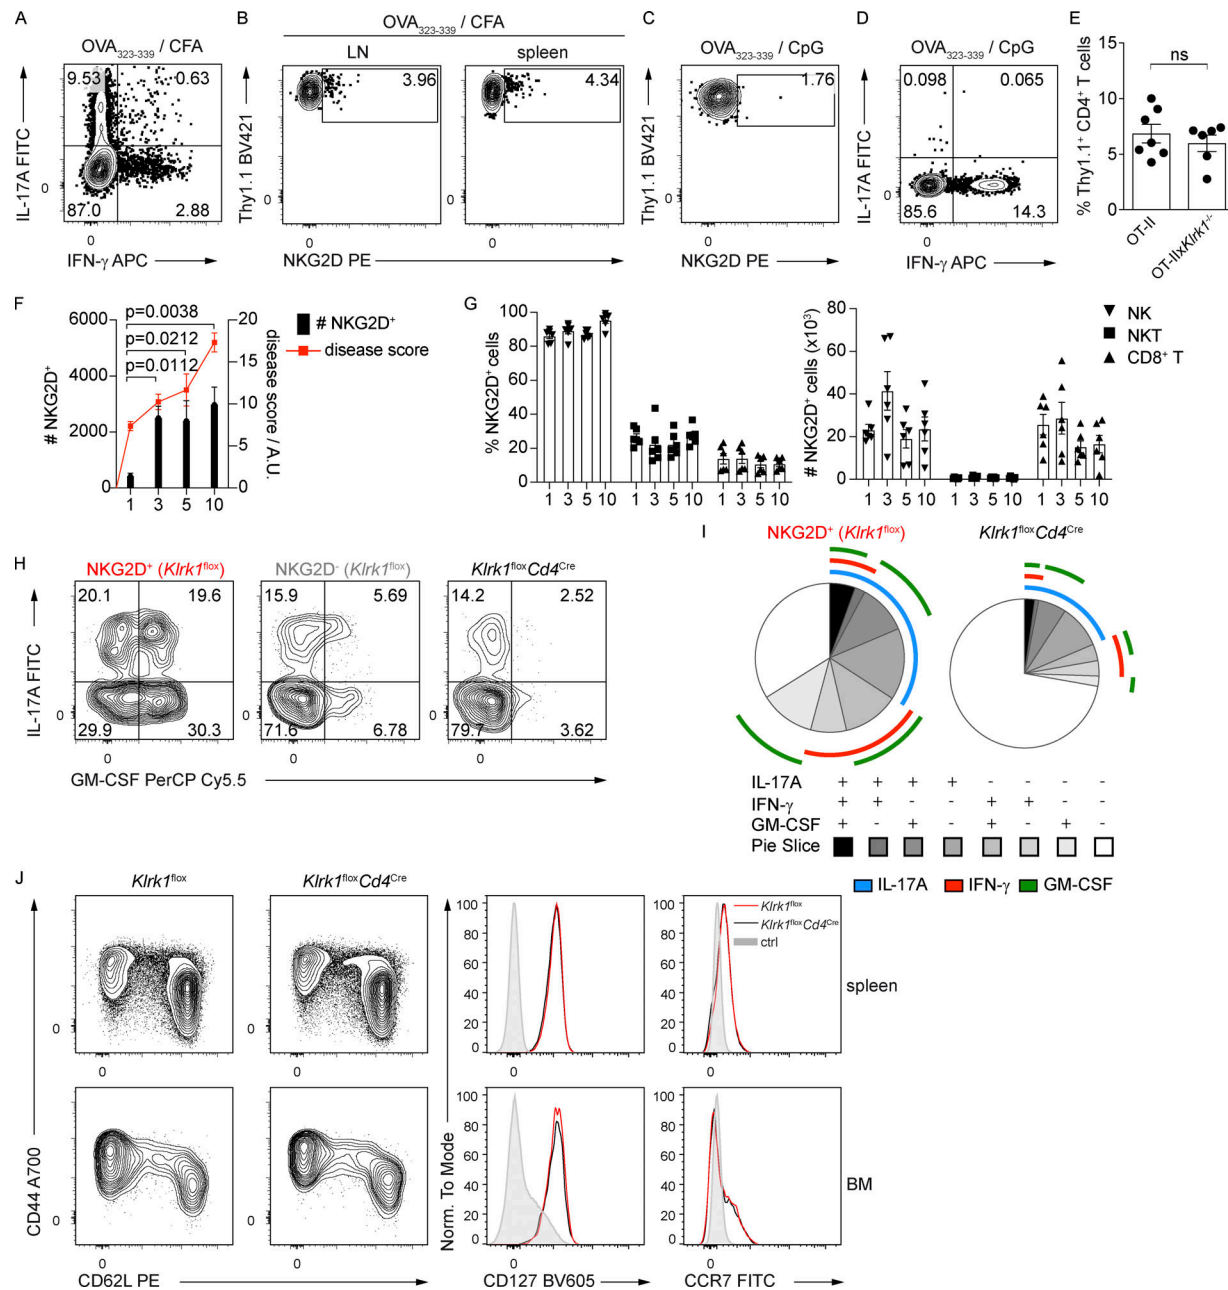 A
OVA323-339 / CFA
9.53
0.63
87.0
2.88
0
0
IL-17A FITC
IFN-γ APC
B
OVA323-339 / CFA
LN
spleen
3.96
4.34
0
0
0
0
Thy1.1 BV421
NKG2D PE
C
OVA323-339 / CpG
1.76
0
0
Thy1.1 BV421
NKG2D PE
D
OVA323-339 / CpG
0.098
0.065
85.6
14.3
0
0
IL-17A FITC
IFN-γ APC
E
% Thy1.1+ CD4+ T cells
15
10
5
0
ns
OT-II
OT-IIxKlrk1-/-
F
# NKG2D+
6000
4000
2000
0
p=0.0038
p=0.0212
p=0.0112
20
15
10
5
0
disease score / A.U.
1 3 5 10
# NKG2D+
disease score
G
% NKG2D+ cells
100
80
60
40
20
0
1 3 5 10 1 3 5 10 1 3 5 10
# NKG2D+ cells (x10³)
80
60
40
20
0
1 3 5 10 1 3 5 10 1 3 5 10
NK
NKT
CD8+ T
H
NKG2D+ (Klrk1flox)
NKG2D- (Klrk1flox)
Klrk1floxCd4Cre
20.1 19.6
29.9 30.3
15.9 5.69
71.6 6.78
14.2 2.52
79.7 3.62
0
0
0
0
0
0
IL-17A FITC
GM-CSF PerCP Cy5.5
I
NKG2D+ (Klrk1flox)
Klrk1floxCd4Cre
IL-17A + + + + - - - -
IFN-γ + + - - + + - -
GM-CSF + - + - + - + -
Pie Slice
IL-17A
IFN-γ
GM-CSF
J
Klrk1flox
Klrk1floxCd4Cre
0
0
0
0
0
0
0
0
CD44 A700
CD62L PE
Norm. To Mode
100
80
60
40
20
0
0
100
80
60
40
20
0
0
Klrk1flox
Klrk1floxCd4Cre
ctrl
spleen
100
80
60
40
20
0
0
100
80
60
40
20
0
0
BM
CD127 BV605
CCR7 FITC